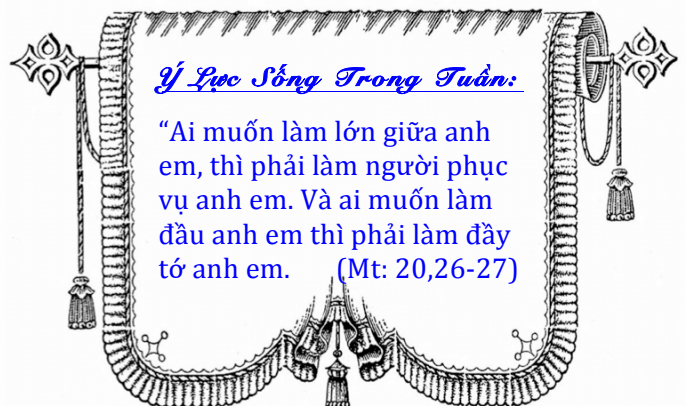 Ý Lực Sống Trong Tuần:
“Ai muốn làm lớn giữa anh
em, thì phải làm người phục
vụ anh em. Và ai muốn làm
đầu anh em thì phải làm đầy
tớ anh em. (Mt: 20,26-27)